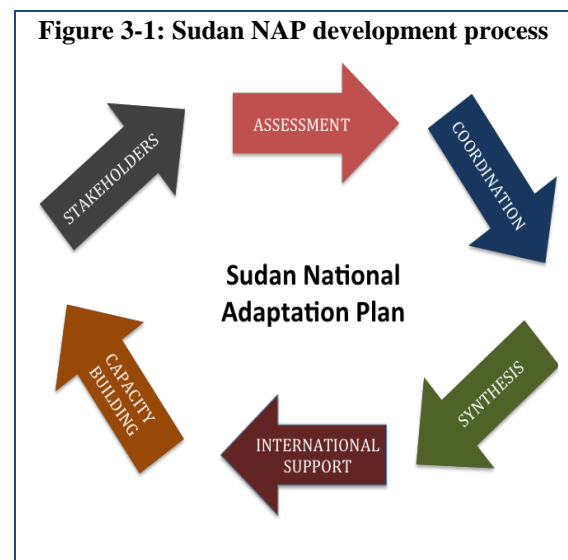 Figure 3-1: Sudan NAP development process
ASSESSMENT
COORDINATION
SYNTHESIS
INTERNATIONAL
SUPPORT
CAPACITY
BUILDING
STAKEHOLDERS
Sudan National
Adaptation Plan